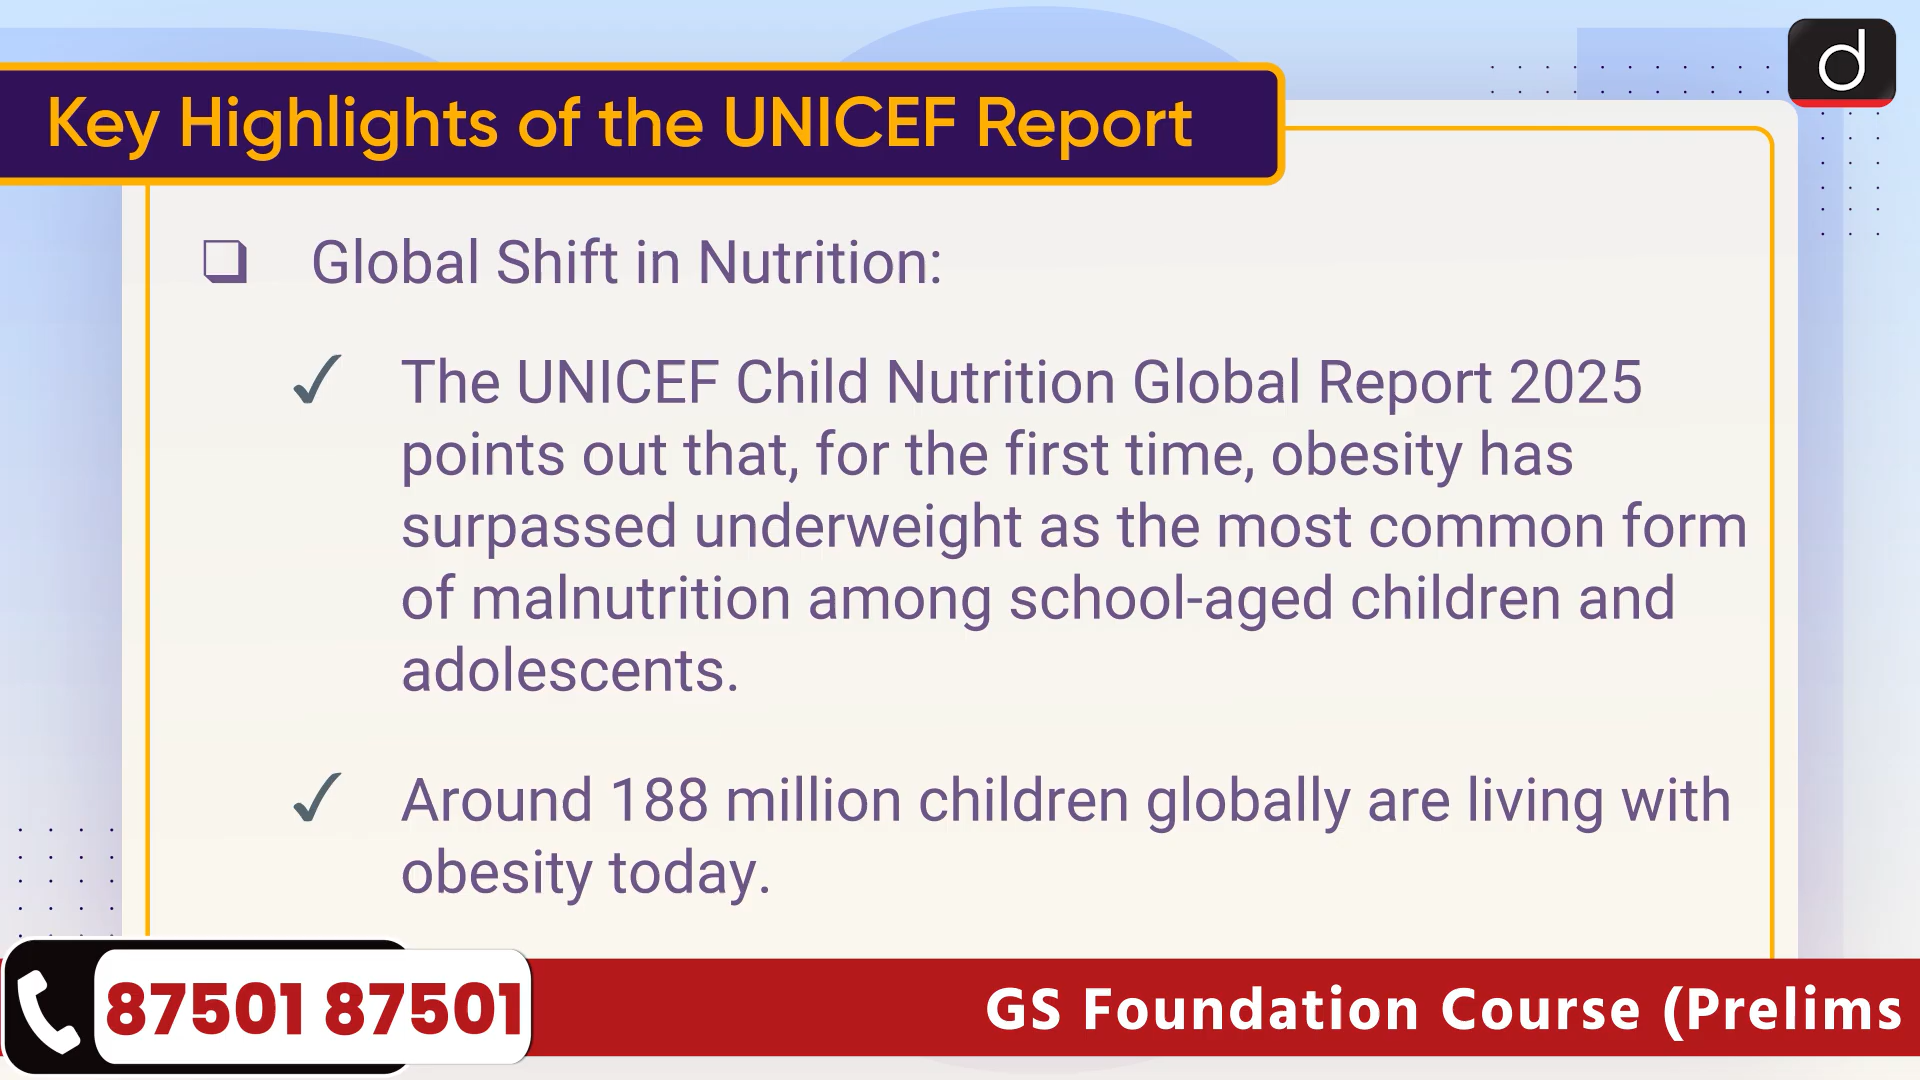 Key Highlights of the UNICEF Report
Global Shift in Nutrition:
The UNICEF Child Nutrition Global Report 2025
points out that, for the first time, obesity has
surpassed underweight as the most common form
of malnutrition among school-aged children and
adolescents.
Around 188 million children globally are living with
obesity today.
87501 87501
GS Foundation Course (Prelims
d